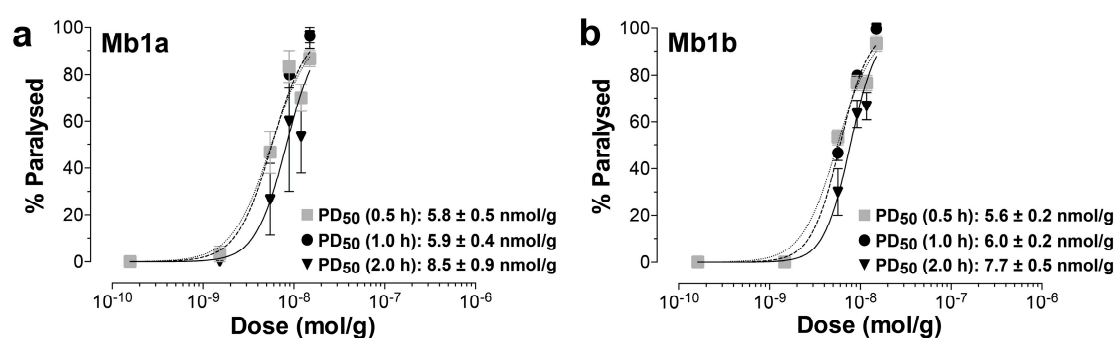 a
Mb1a
% Paralysed
100
80
60
40
20
0
PD50 (0.5 h): 5.8 ± 0.5 nmol/g
PD50 (1.0 h): 5.9 ± 0.4 nmol/g
PD50 (2.0 h): 8.5 ± 0.9 nmol/g
10-10 10-9 10-8 10-7 10-6
Dose (mol/g)
b
Mb1b
% Paralysed
100
80
60
40
20
0
PD50 (0.5 h): 5.6 ± 0.2 nmol/g
PD50 (1.0 h): 6.0 ± 0.2 nmol/g
PD50 (2.0 h): 7.7 ± 0.5 nmol/g
10-10 10-9 10-8 10-7 10-6
Dose (mol/g)